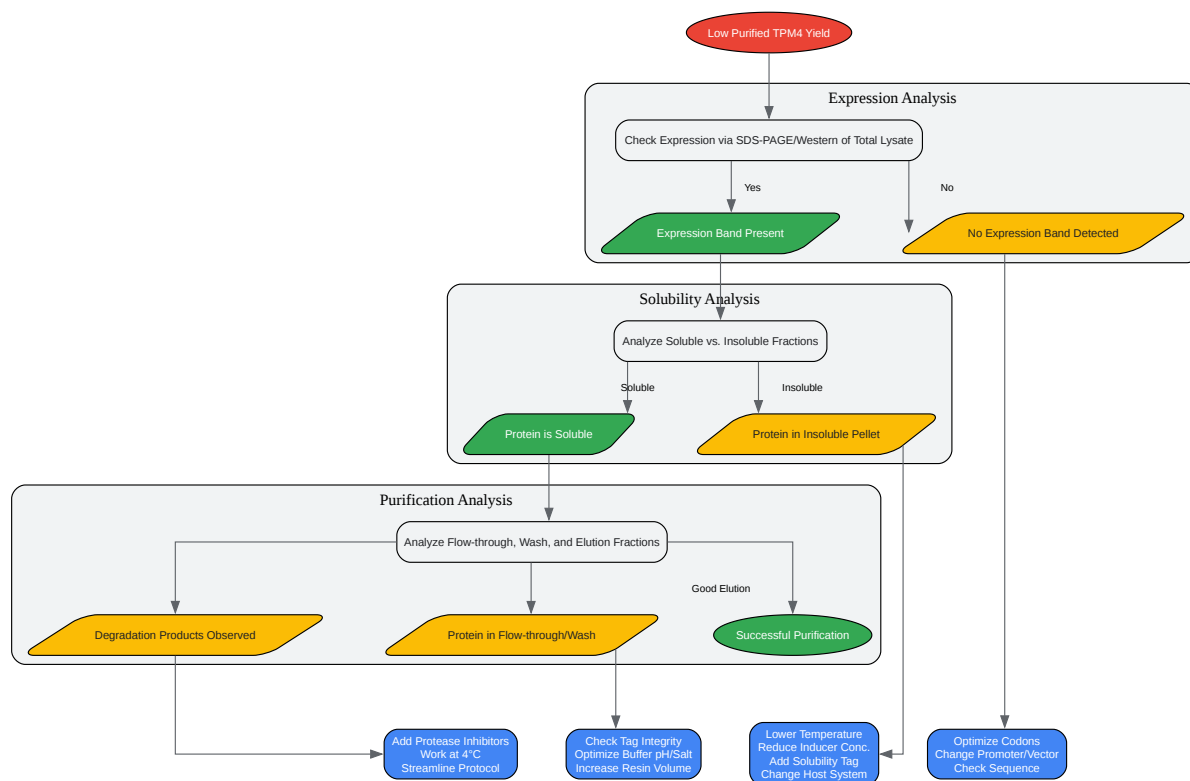 Low Purified TPM4 Yield
Expression Analysis
Check Expression via SDS-PAGE/Western of Total Lysate
Yes
No
Expression Band Present
No Expression Band Detected
Solubility Analysis
Analyze Soluble vs. Insoluble Fractions
Soluble
Insoluble
Protein is Soluble
Protein in Insoluble Pellet
Purification Analysis
Analyze Flow-through, Wash, and Elution Fractions
Good Elution
Degradation Products Observed
Protein in Flow-through/Wash
Successful Purification
Add Protease Inhibitors
Work at 4°C
Streamline Protocol
Check Tag Integrity
Optimize Buffer pH/Salt
Increase Resin Volume
Lower Temperature
Reduce Inducer Conc.
Add Solubility Tag
Change Host System
Optimize Codons
Change Promoter/Vector
Check Sequence